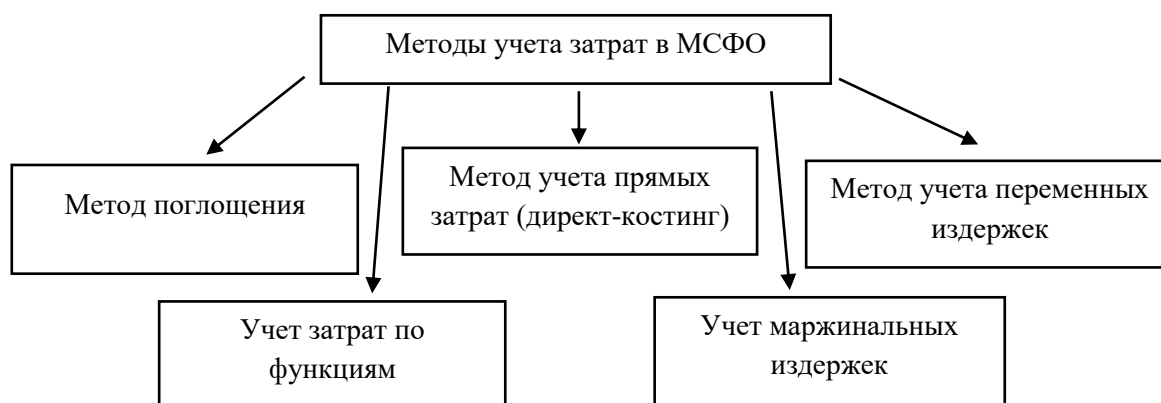 Методы учета затрат в МСФО
Метод поглощения
Метод учета прямых
затрат (директ-костинг)
Метод учета переменных
издержек
Учет затрат по
функциям
Учет маржинальных
издержек